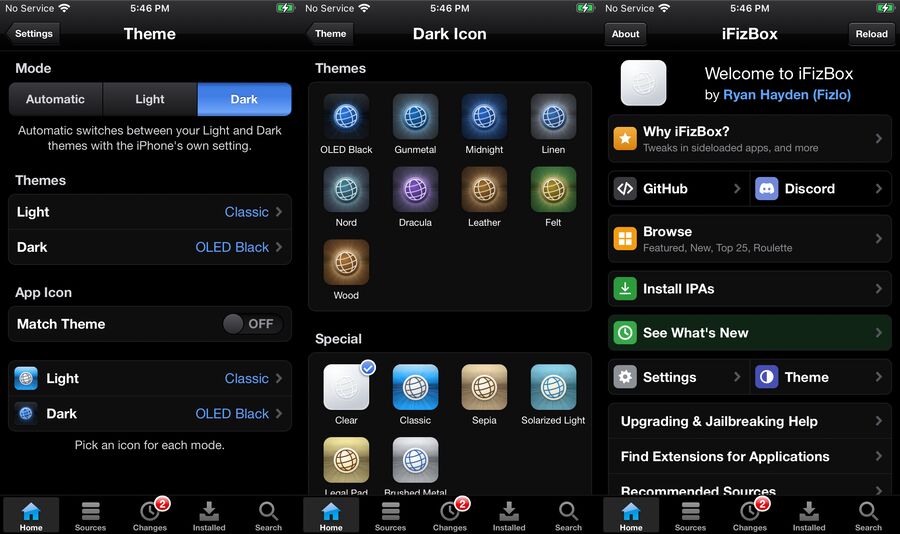 No Service
5:46 PM
Settings
Theme
Mode
Automatic
Light
Dark
Automatic switches between your Light and Dark
themes with the iPhone's own setting.
Themes
Light
Classic
Dark
OLED Black
App Icon
Match Theme
OFF
Light
Classic
Dark
OLED Black
Pick an icon for each mode.
Home
Sources
2
Changes
Installed
Search
No Service
5:46 PM
Theme
Dark Icon
Themes
OLED Black
Gunmetal
Midnight
Linen
Nord
Dracula
Leather
Felt
Wood
Special
Clear
Classic
Sepia
Solarized Light
Legal Pad
Brushed Metal
Home
Sources
2
Changes
Installed
Search
No Service
5:46 PM
About
iFizBox
Reload
Welcome to iFizBox
by Ryan Hayden (Fizlo)
Why iFizBox?
Tweaks in sideloaded apps, and more
GitHub
Discord
Browse
Featured, New, Top 25, Roulette
Install IPAs
See What's New
Settings
Theme
Upgrading & Jailbreaking Help
Find Extensions for Applications
Recommended Sources
Home
Sources
2
Changes
Installed
Search